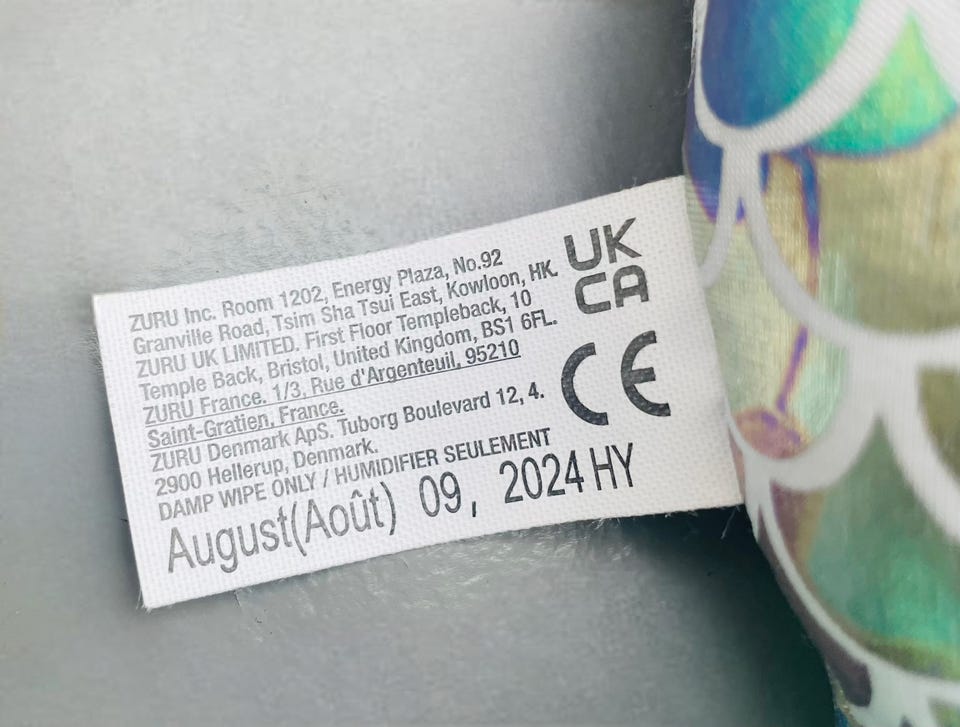 ZURU Inc. Room 1202, Energy Plaza, No.92
Granville Road, Tsim Sha Tsui East, Kowloon, HK.
ZURU UK LIMITED. First Floor Templeback, 10
Temple Back, Bristol, United Kingdom, BS1 6FL.
ZURU France. 1/3, Rue d'Argenteuil, 95210
Saint-Gratien, France.
ZURU Denmark ApS. Tuborg Boulevard 12, 4.
2900 Hellerup, Denmark.
DAMP WIPE ONLY / HUMIDIFIER SEULEMENT
August(Août) 09, 2024 HY
UK
CA
CE